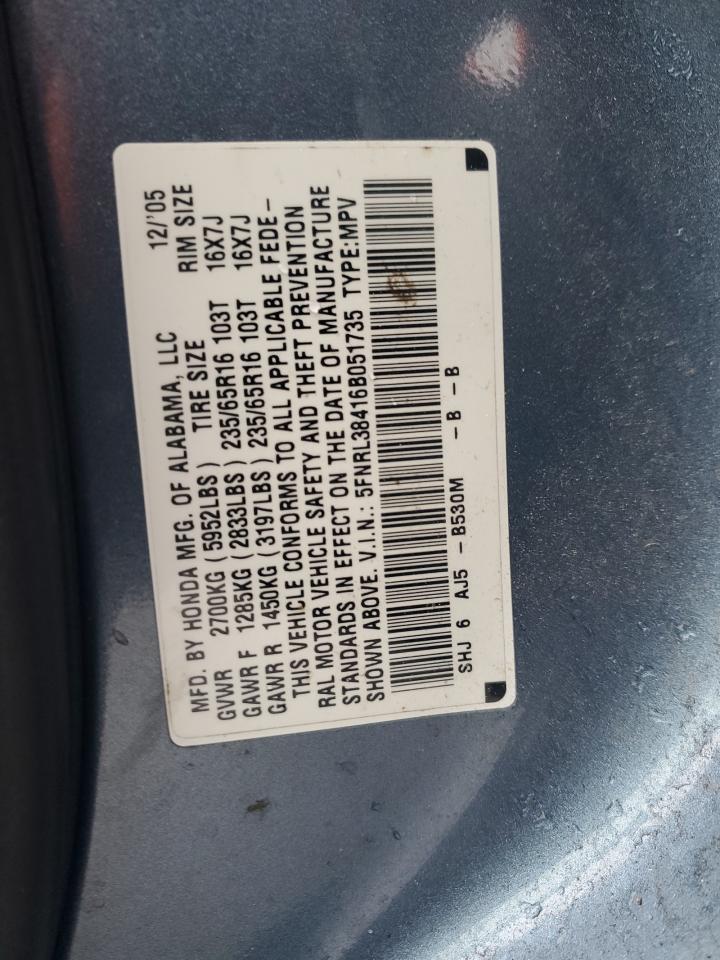 MFD. BY HONDA MFG. OF ALABAMA, LLC 12/'05
GVWR 2700KG (5952LBS) TIRE SIZE RIM SIZE
GAWR F 1285KG (2833LBS) 235/65R16 103T 16X7J
GAWR R 1450KG (3197LBS) 235/65R16 103T 16X7J
THIS VEHICLE CONFORMS TO ALL APPLICABLE FEDE-
RAL MOTOR VEHICLE SAFETY AND THEFT PREVENTION
STANDARDS IN EFFECT ON THE DATE OF MANUFACTURE
SHOWN ABOVE. V.I.N.: 5FNRL38416B051735 TYPE:MPV
SHJ 6 AJ5 - B530M - B - B